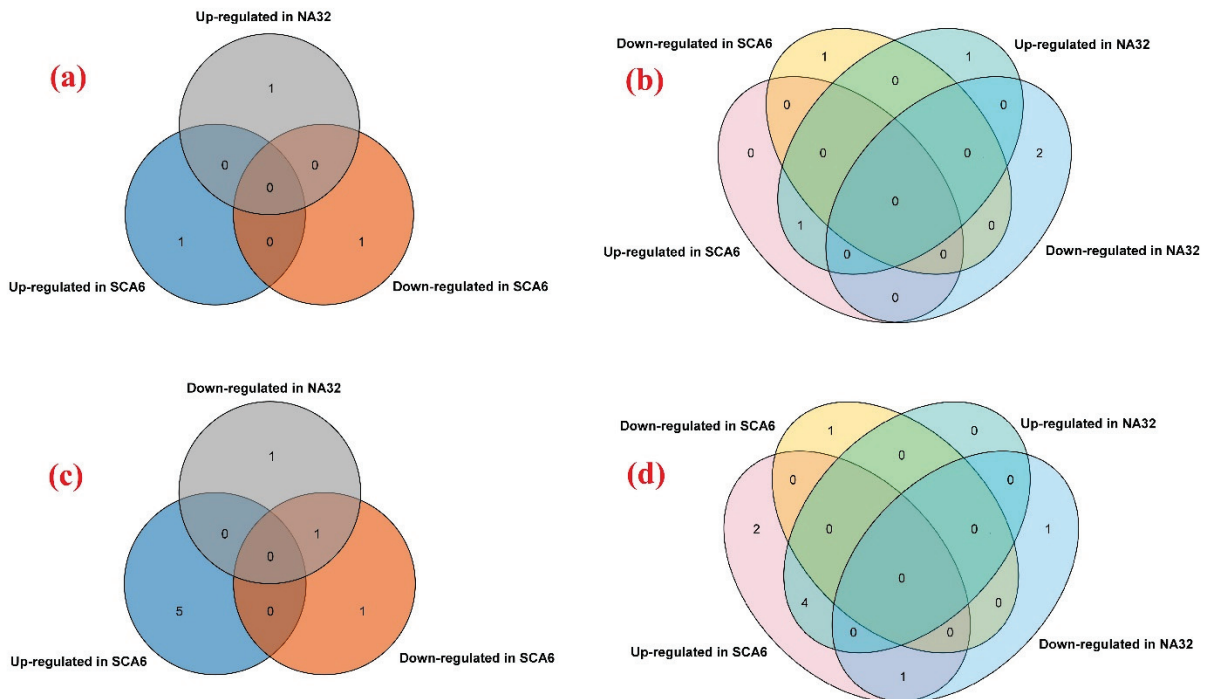 Up-regulated in NA32
(a)
1
0
0
0
1
0
1
Up-regulated in SCA6
Down-regulated in SCA6
(b)
Down-regulated in SCA6
Up-regulated in NA32
1
1
0
0
0
0
0
0
2
0
1
0
0
0
0
Up-regulated in SCA6
Down-regulated in NA32
Down-regulated in NA32
(c)
1
0
1
0
5
0
1
Up-regulated in SCA6
Down-regulated in SCA6
(d)
Down-regulated in SCA6
Up-regulated in NA32
1
0
0
0
0
2
0
0
1
0
4
0
0
0
1
Up-regulated in SCA6
Down-regulated in NA32